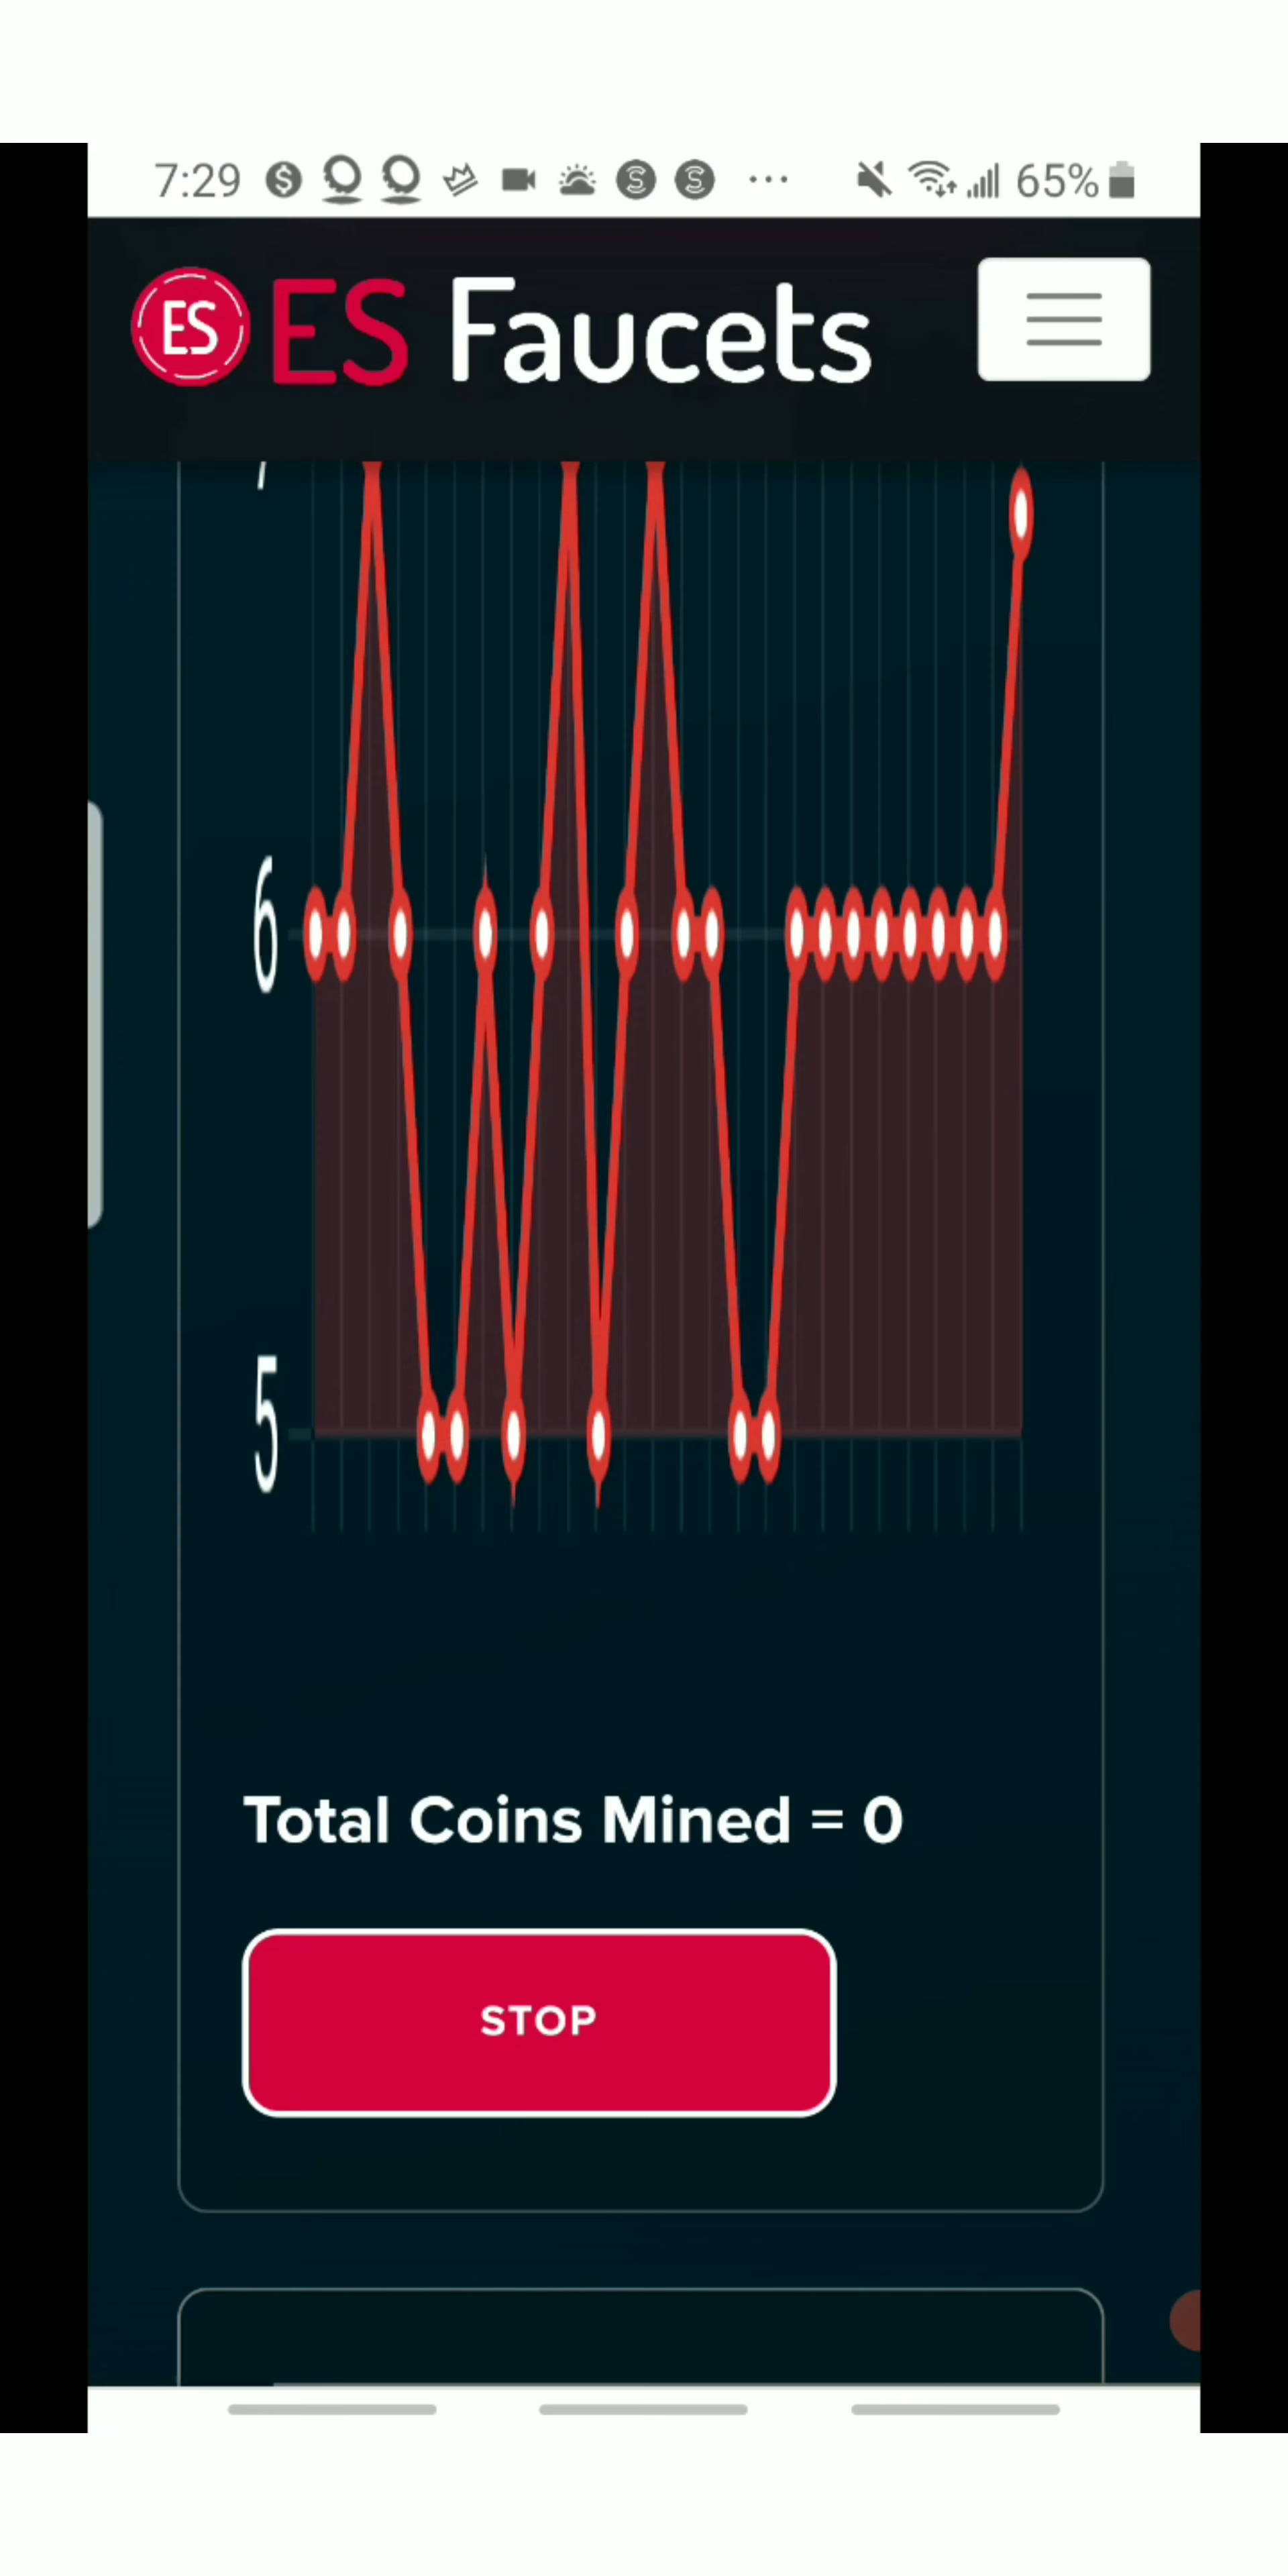 7:29 65%
ES ES Faucets
6
5
Total Coins Mined = 0
STOP